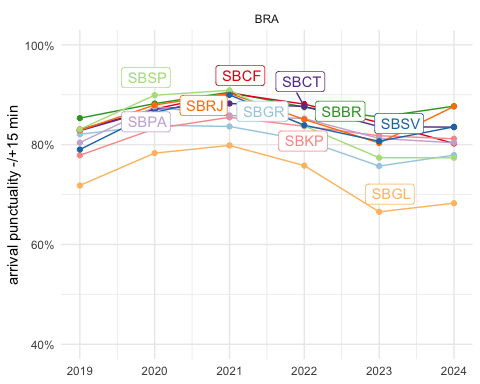 BRA
100%
80%
60%
40%
arrival punctuality -/+15 min
SBSP
SBCF
SBCT
SBRJ
SBGR
SBBR
SBPA
SBSV
SBKP
SBGL
2019
2020
2021
2022
2023
2024